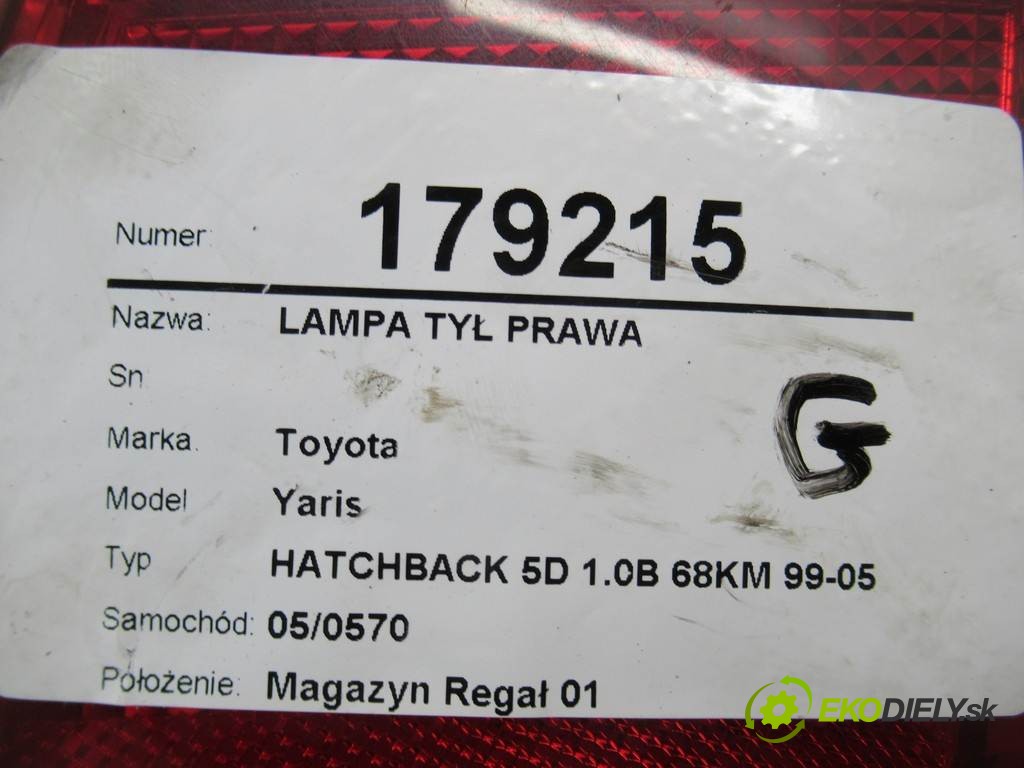 Numer: 179215
Nazwa: LAMPA TYŁ PRAWA
Sn
G
Marka. Toyota
Model Yaris
Typ HATCHBACK 5D 1.0B 68KM 99-05
Samochód: 05/0570
Położenie: Magazyn Regał 01
EKODIELY.sk